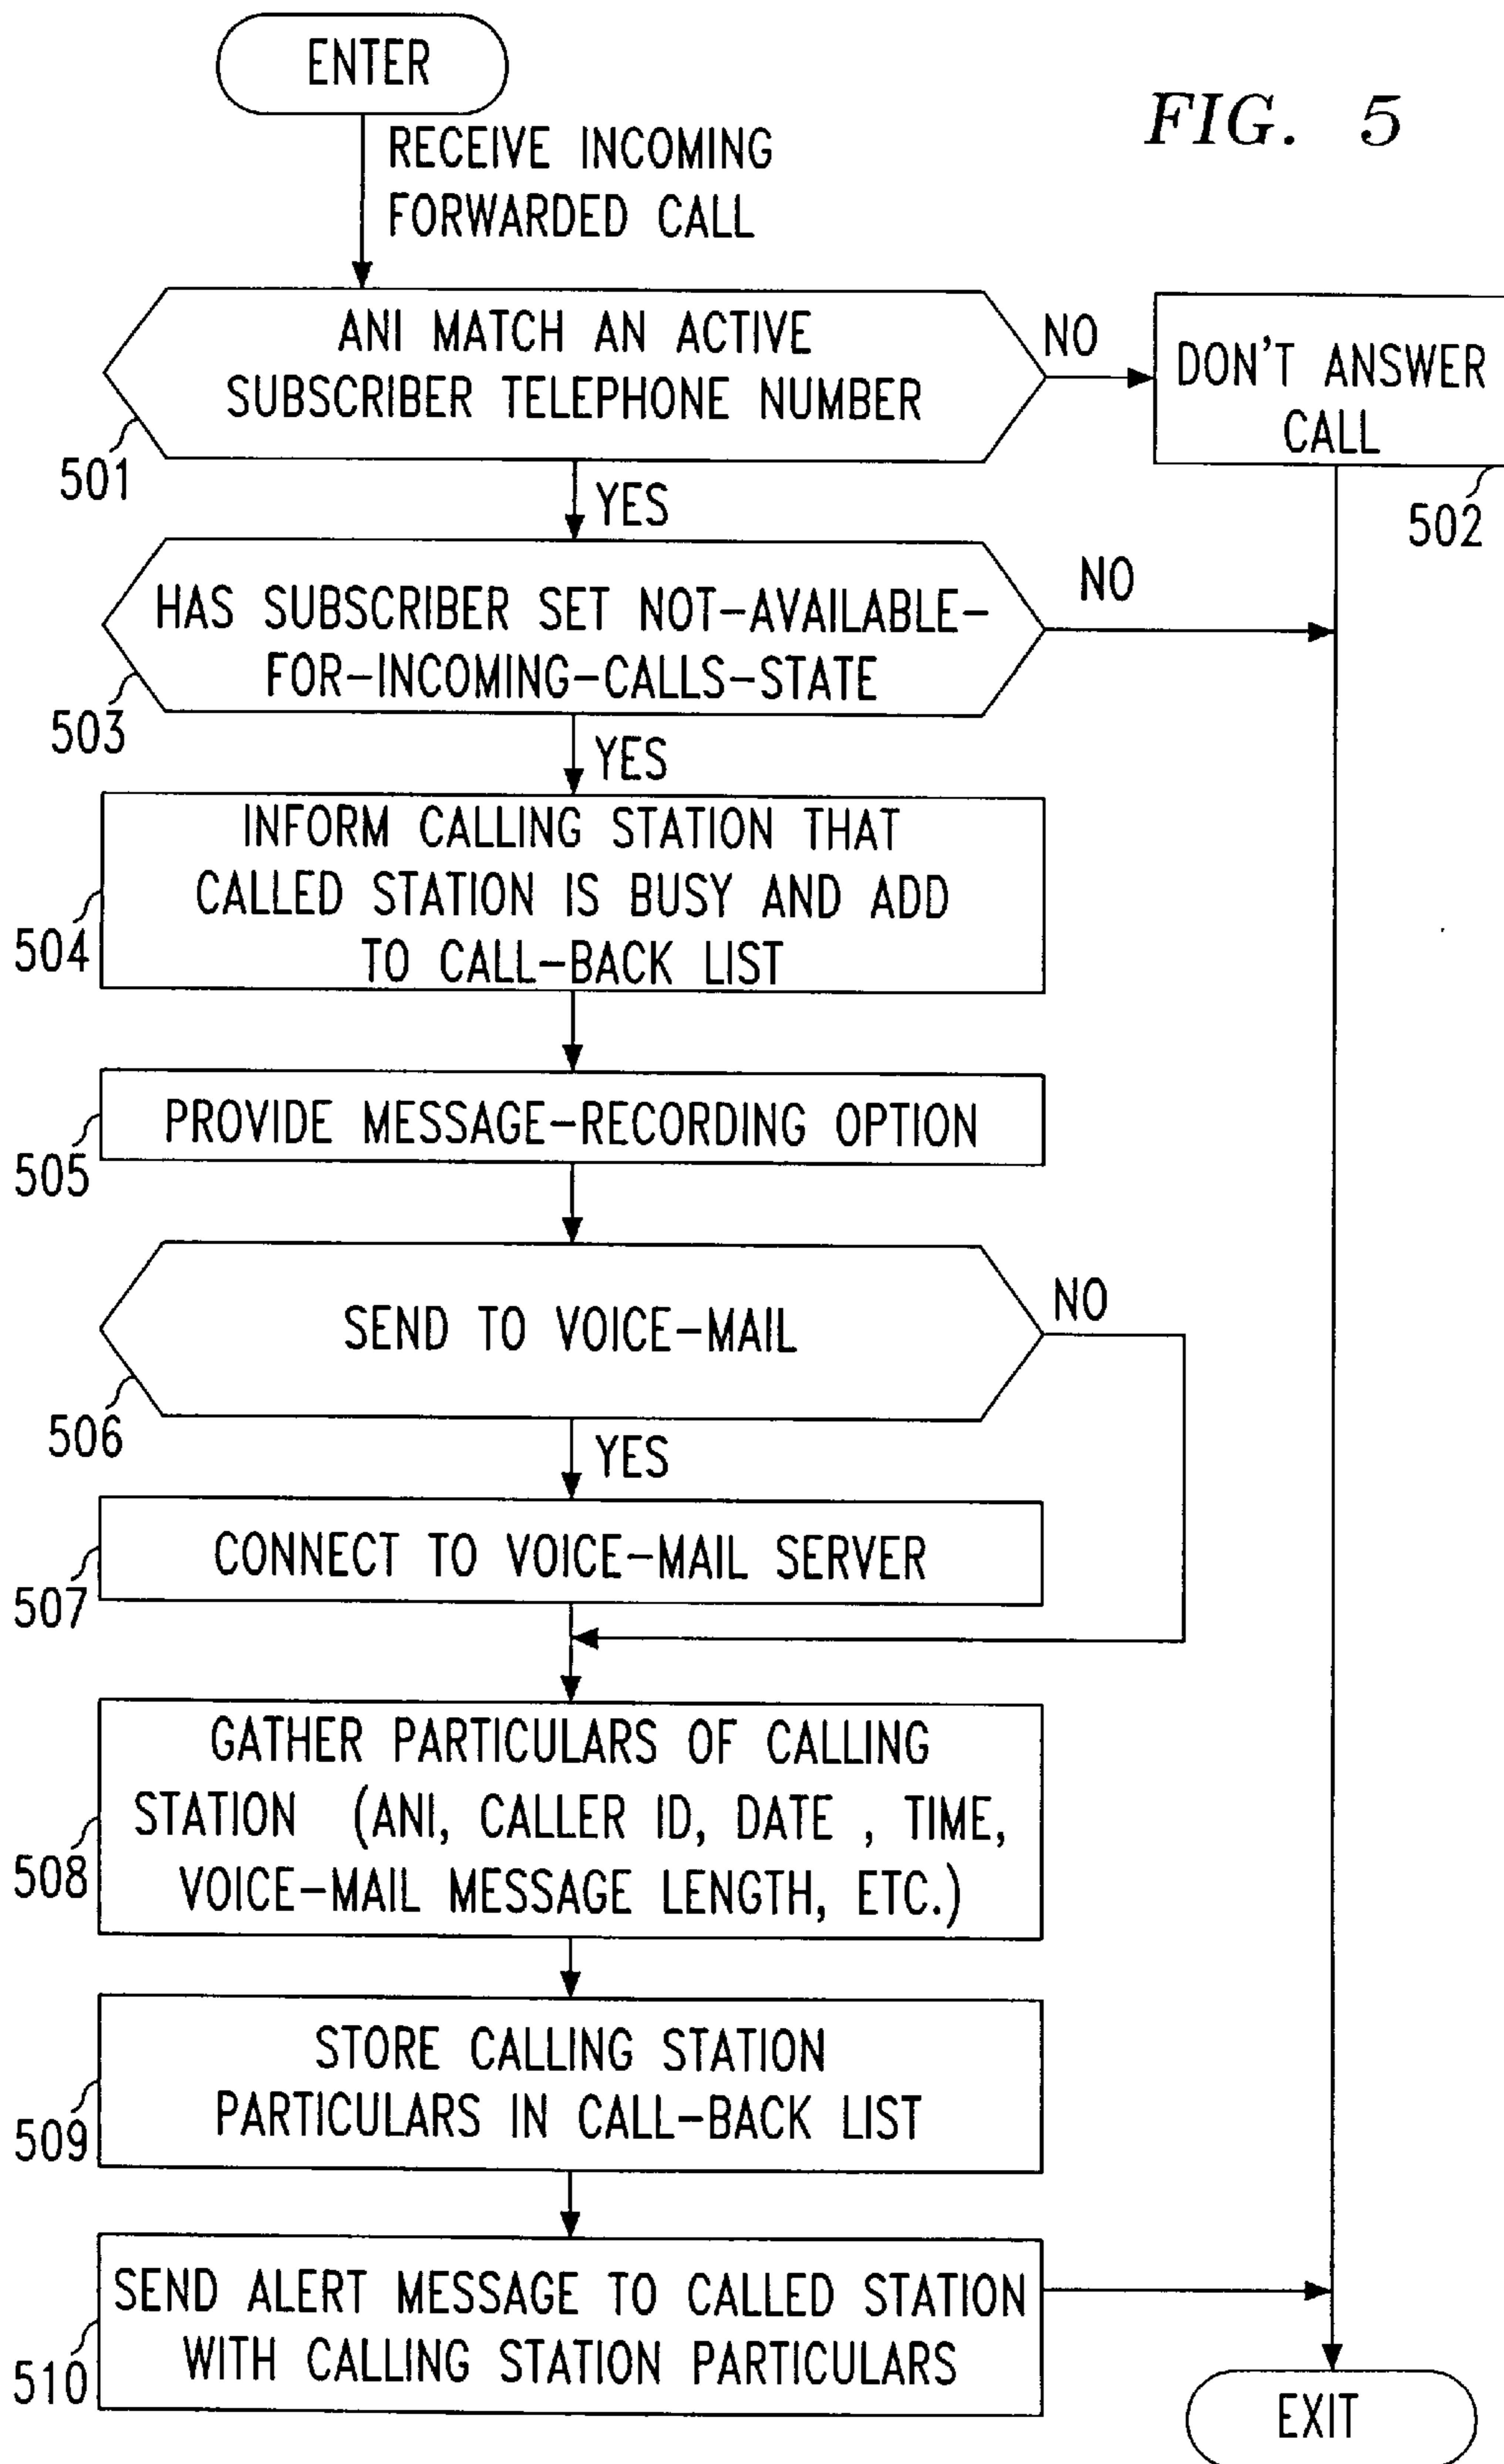 ENTER
FIG. 5
RECEIVE INCOMING
FORWARDED CALL
ANI MATCH AN ACTIVE
SUBSCRIBER TELEPHONE NUMBER
501
NO
DON'T ANSWER
CALL
502
YES
HAS SUBSCRIBER SET NOT-AVAILABLE-
FOR-INCOMING-CALLS-STATE
503
NO
YES
INFORM CALLING STATION THAT
CALLED STATION IS BUSY AND ADD
TO CALL-BACK LIST
504
PROVIDE MESSAGE-RECORDING OPTION
505
SEND TO VOICE-MAIL
506
NO
YES
CONNECT TO VOICE-MAIL SERVER
507
GATHER PARTICULARS OF CALLING
STATION (ANI, CALLER ID, DATE , TIME,
VOICE-MAIL MESSAGE LENGTH, ETC.)
508
STORE CALLING STATION
PARTICULARS IN CALL-BACK LIST
509
SEND ALERT MESSAGE TO CALLED STATION
WITH CALLING STATION PARTICULARS
510
EXIT